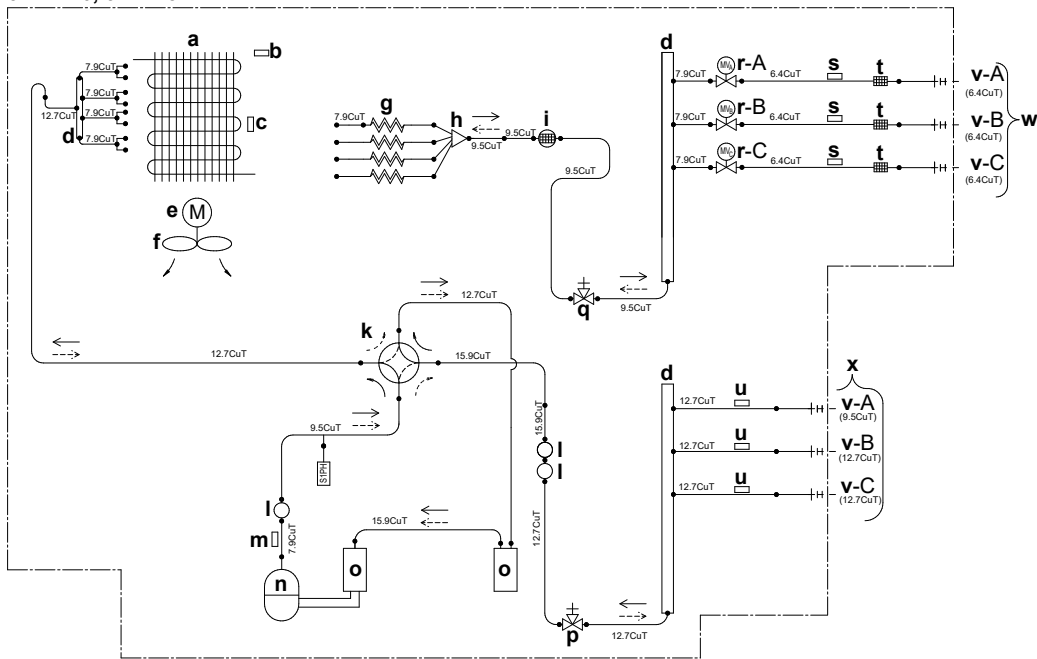 a
b
7.9CuT
7.9CuT
7.9CuT
7.9CuT
12.7CuT
d
c
e
M
f
7.9CuT
g
h
9.5CuT
9.5CuT
i
9.5CuT
q
9.5CuT
d
7.9CuT
r-A
6.4CuT
s
t
v-A
(6.4CuT)
7.9CuT
r-B
6.4CuT
s
t
v-B
(6.4CuT)
w
7.9CuT
r-C
6.4CuT
s
t
v-C
(6.4CuT)
12.7CuT
k
12.7CuT
15.9CuT
9.5CuT
S1PH
l
m
7.9CuT
n
15.9CuT
o
o
15.9CuT
l
l
12.7CuT
p
12.7CuT
d
x
12.7CuT
u
v-A
(9.5CuT)
12.7CuT
u
v-B
(12.7CuT)
12.7CuT
u
v-C
(12.7CuT)